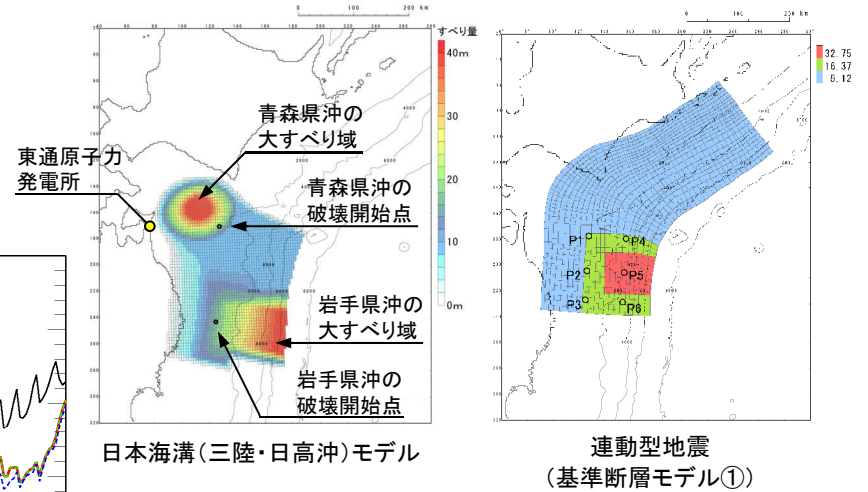 0 100 200 km
すべり量
40m
30
20
10
0m
青森県沖の
大すべり域
東通原子力
発電所
青森県沖の
破壊開始点
岩手県沖の
大すべり域
岩手県沖の
破壊開始点
日本海溝(三陸・日高沖)モデル
0 100 200 km
32.75
16.37
5.12
P1
P4
P2
P5
P3
P6
連動型地震
(基準断層モデル①)